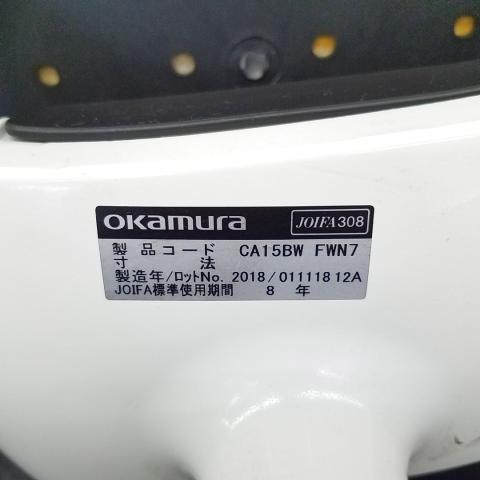 okamura JOIFA308
製品コード CA15BW FWN7
寸法
製造年/ロットNo. 2018/01111812A
JOIFA標準使用期間 8 年